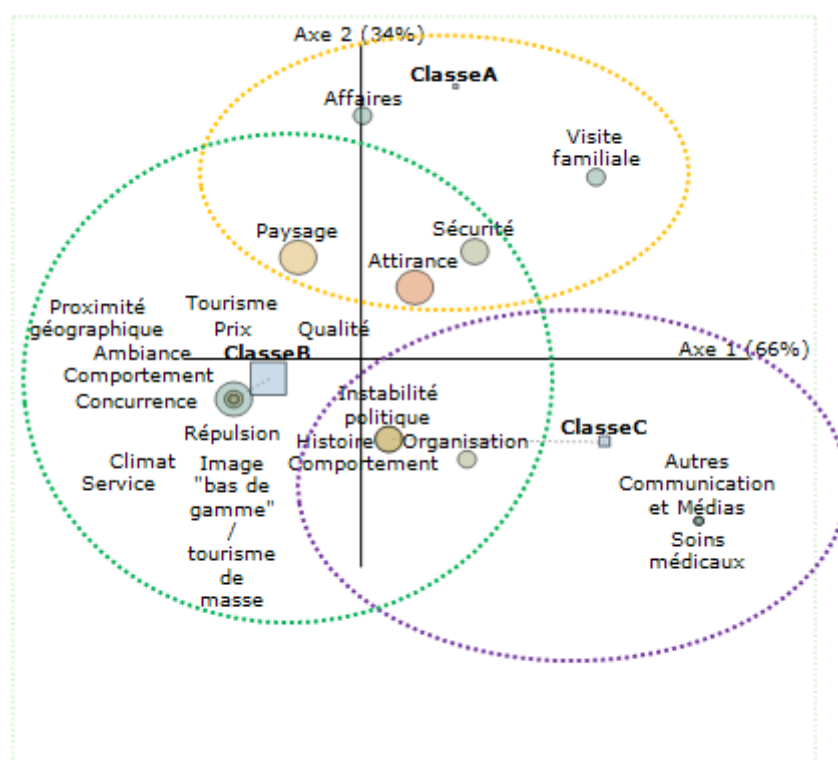 Axe 2 (34%)
ClasseA
Affaires
Visite
familiale
Paysage
Sécurité
Attirance
Proximité
géographique
Tourisme
Prix
Qualité
Axe 1 (66%)
Ambiance
ClasseB
Comportement
Concurrence
Instabilité
politique
ClasseC
Répulsion
Histoire
Organisation
Comportement
Climat
Service
Image
"bas de
gamme"
/
tourisme
de
masse
Autres
Communication
et Médias
Soins
médicaux